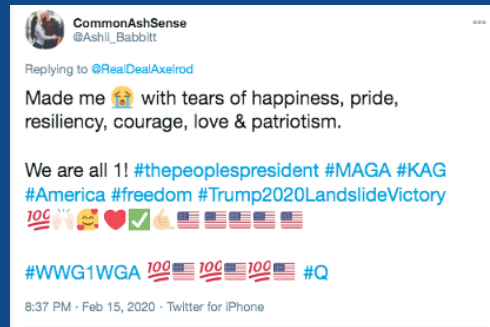 CommonAshSense
@Ashli_Babbitt
Replying to @RealDealAxelrod
Made me 😭 with tears of happiness, pride,
resiliency, courage, love & patriotism.
We are all 1! #thepeoplespresident #MAGA #KAG
#America #freedom #Trump2020LandslideVictory
💯🙌🏻🥰❤️✅🤙🏻🇺🇸🇺🇸🇺🇸🇺🇸🇺🇸
#WWG1WGA 💯🇺🇸💯🇺🇸💯🇺🇸 #Q
8:37 PM · Feb 15, 2020 · Twitter for iPhone